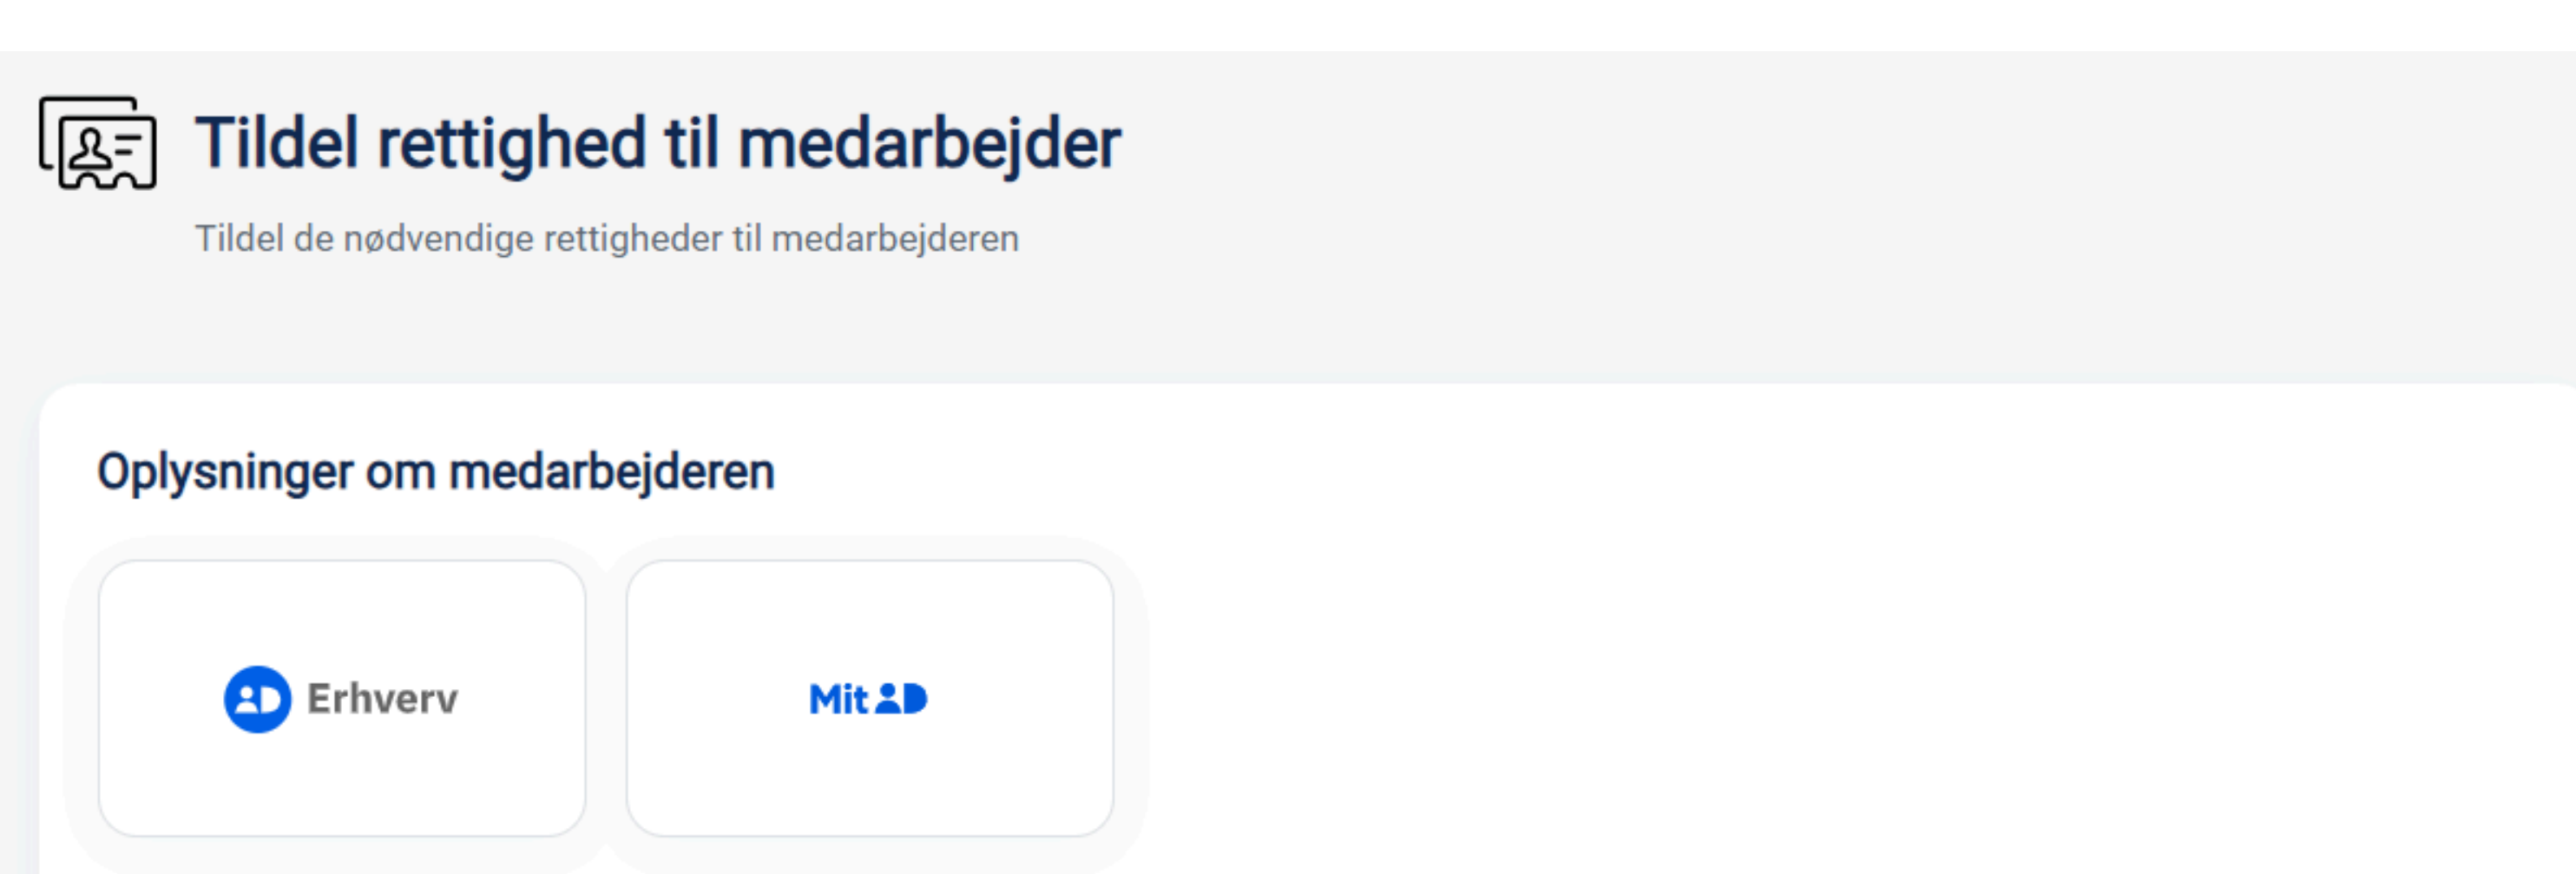 Tildel rettighed til medarbejder
Tildel de nødvendige rettigheder til medarbejderen
Oplysninger om medarbejderen
Erhverv
Mit